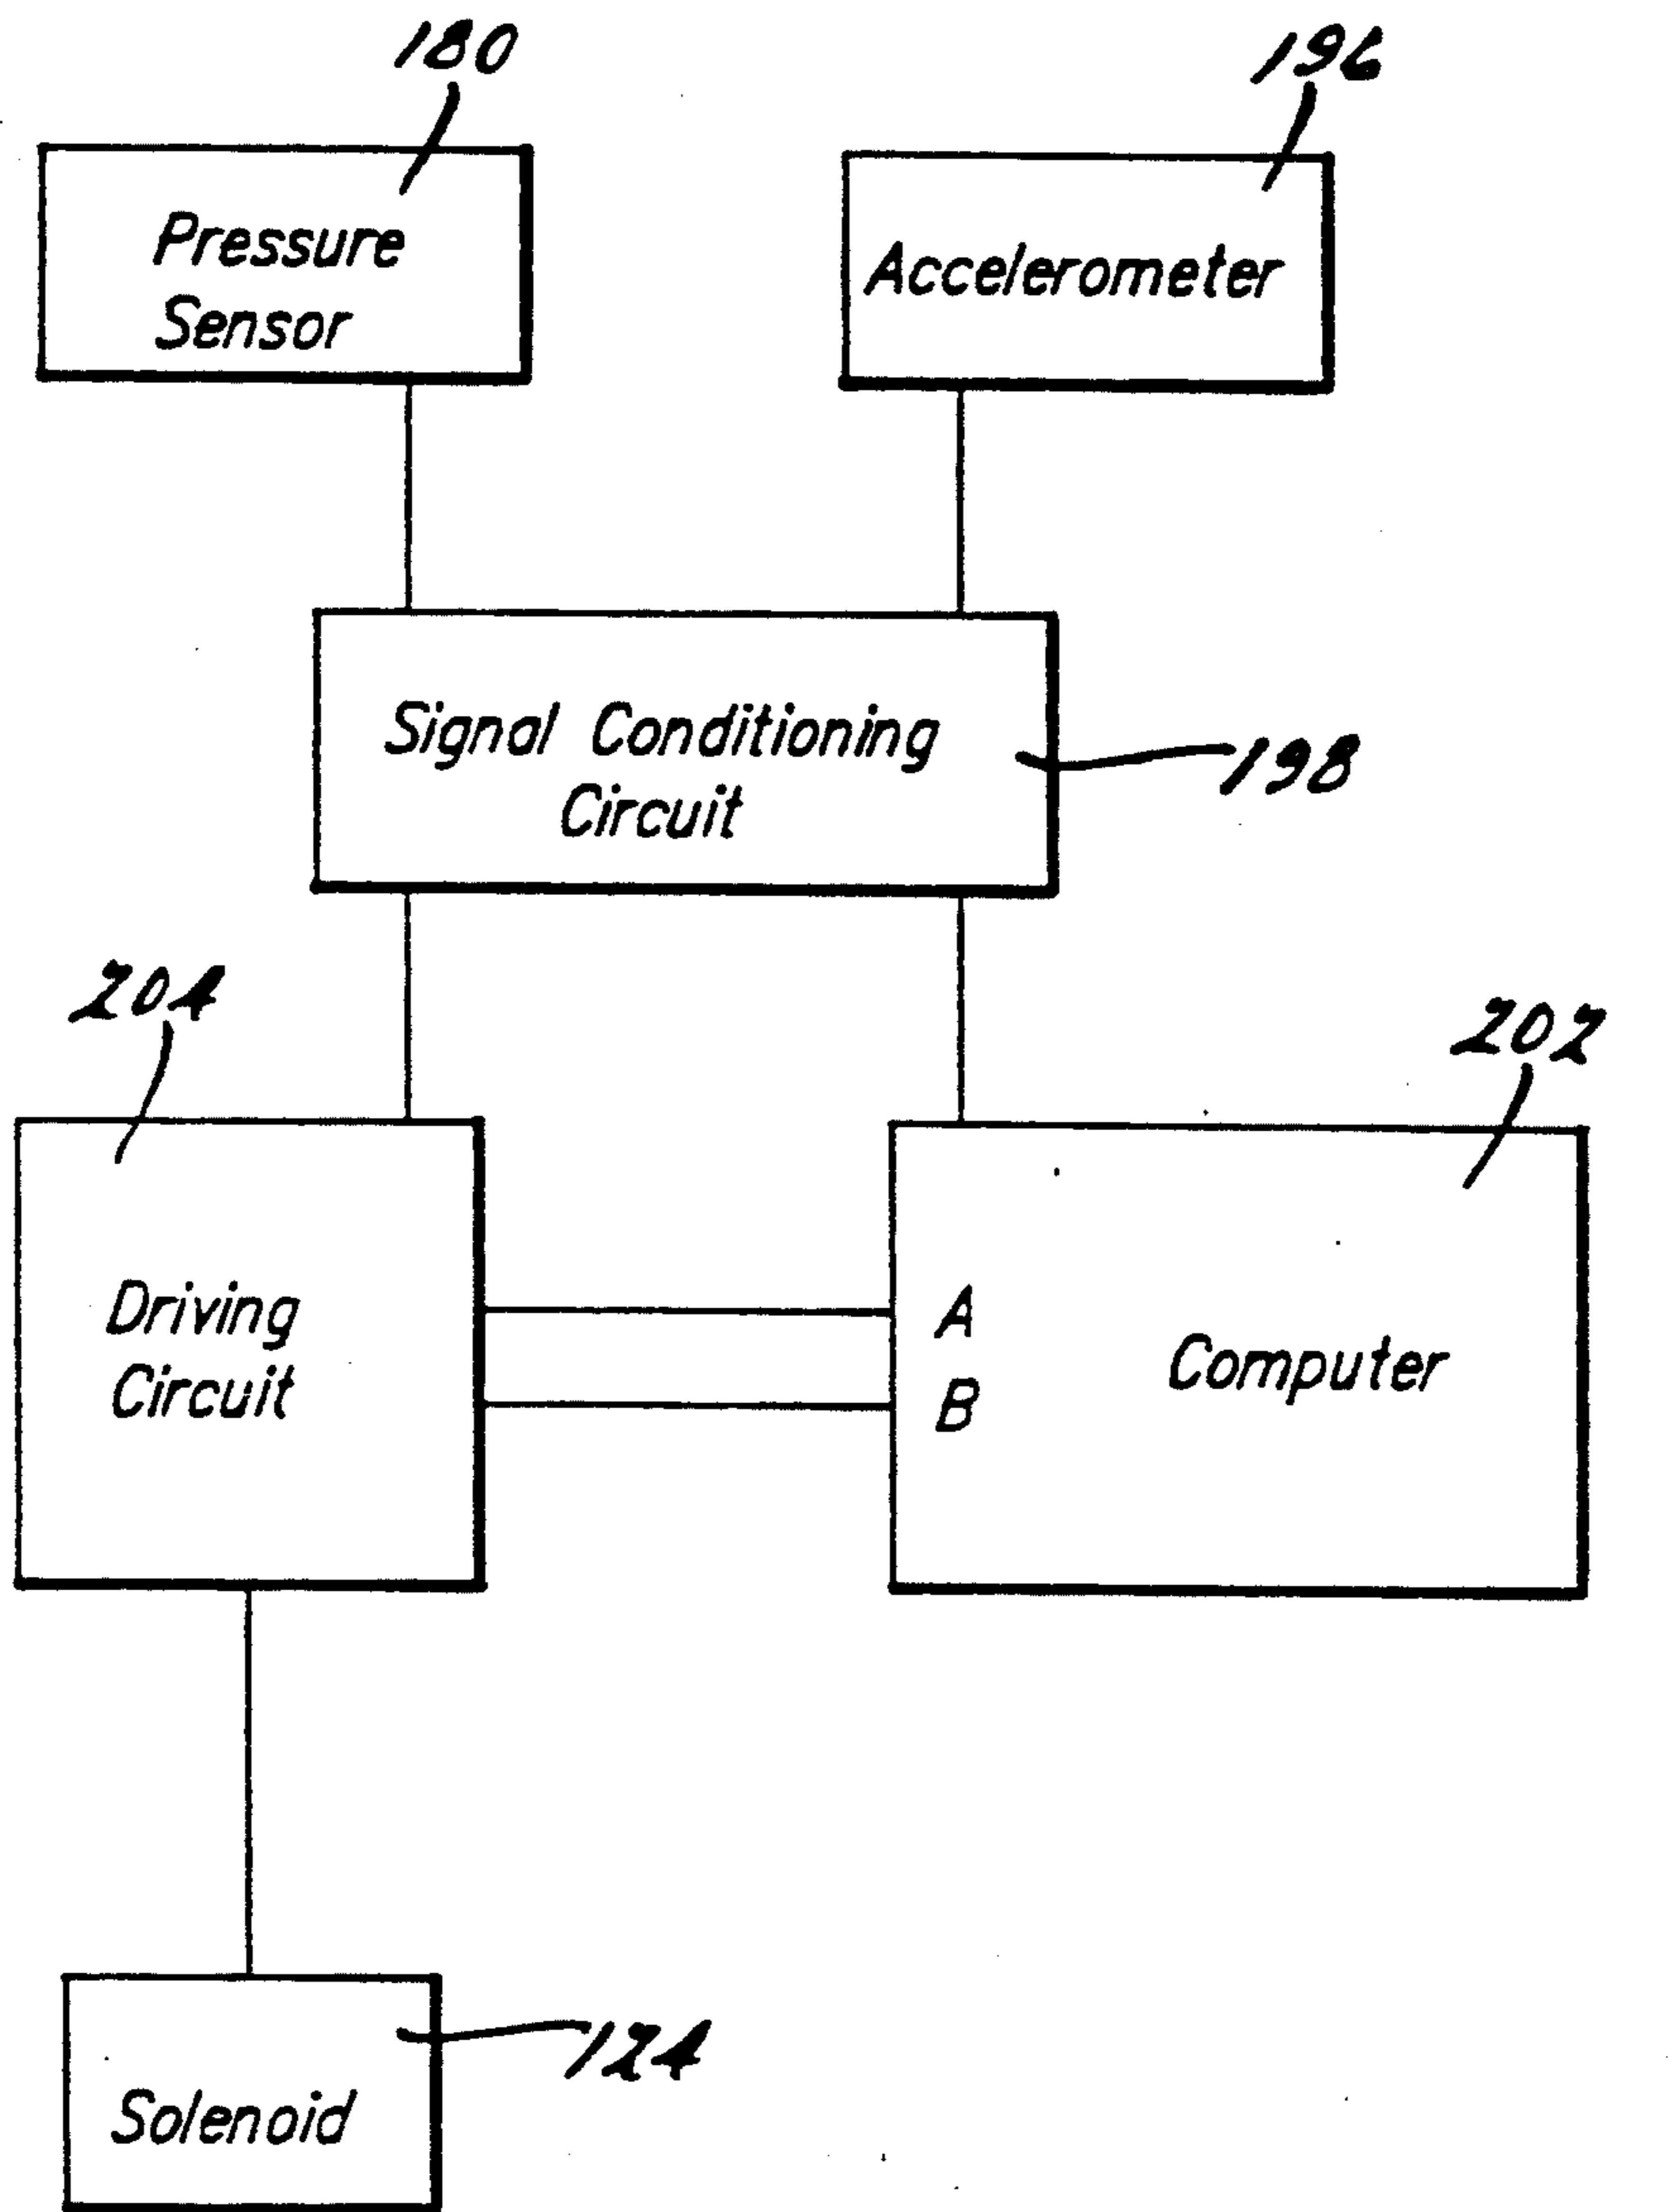 180
196
Pressure
Sensor
Accelerometer
Signal Conditioning
Circuit
198
204
202
Driving
Circuit
A
B
Computer
124
Solenoid